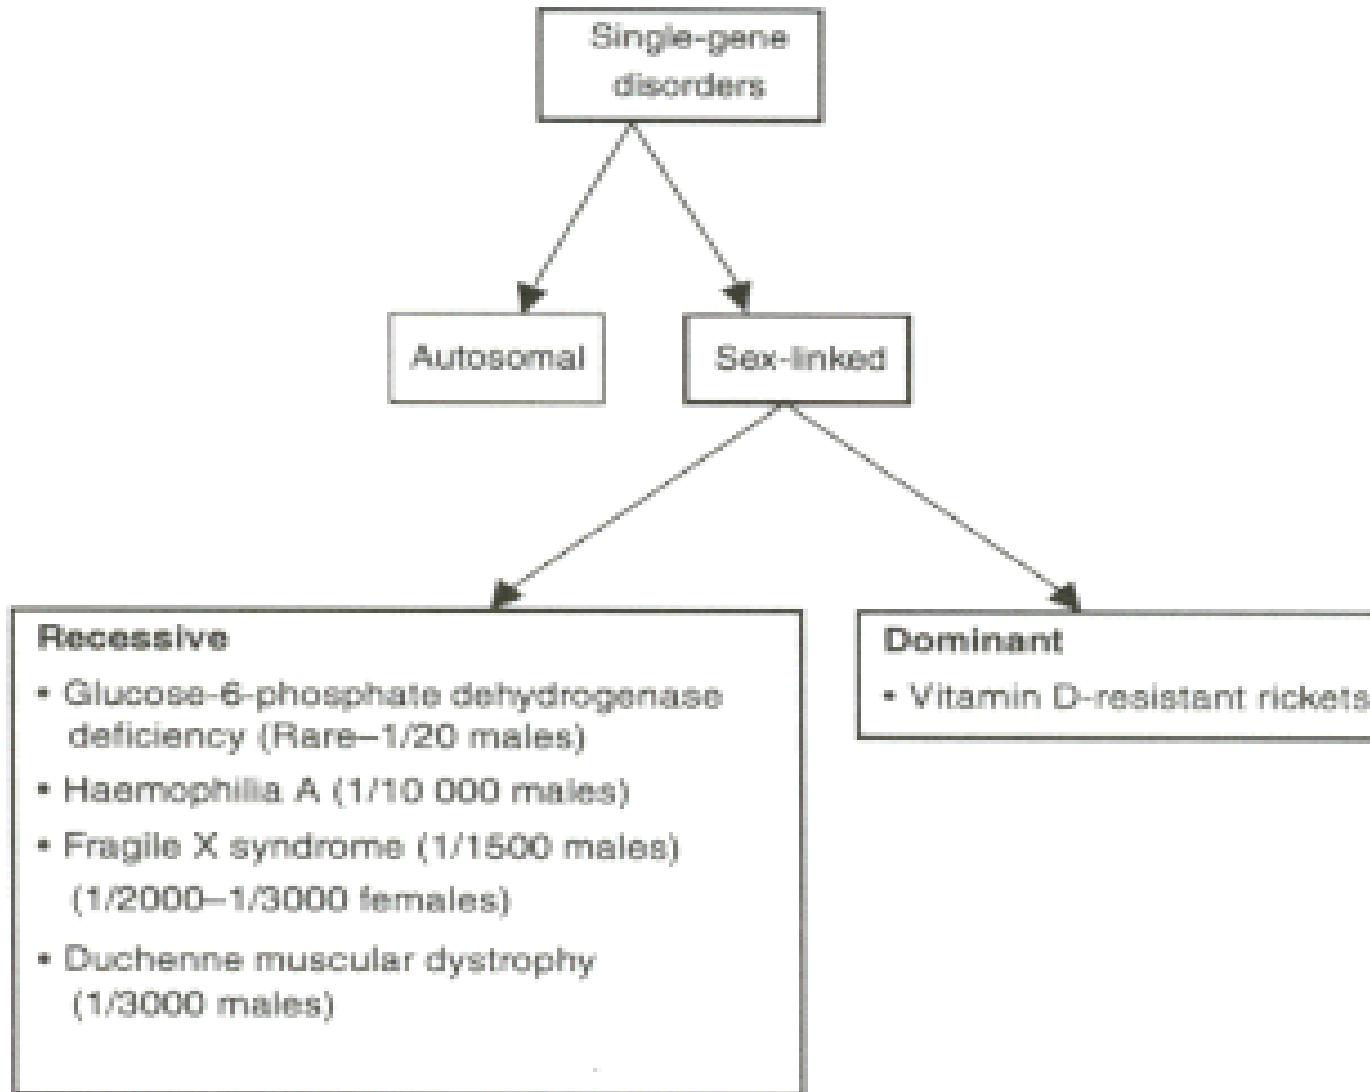 Single-gene
disorders
Autosomal
Sex-linked
Recessive
• Glucose-6-phosphate dehydrogenase
deficiency (Rare–1/20 males)
• Haemophilia A (1/10 000 males)
• Fragile X syndrome (1/1500 males)
(1/2000–1/3000 females)
• Duchenne muscular dystrophy
(1/3000 males)
Dominant
• Vitamin D-resistant rickets